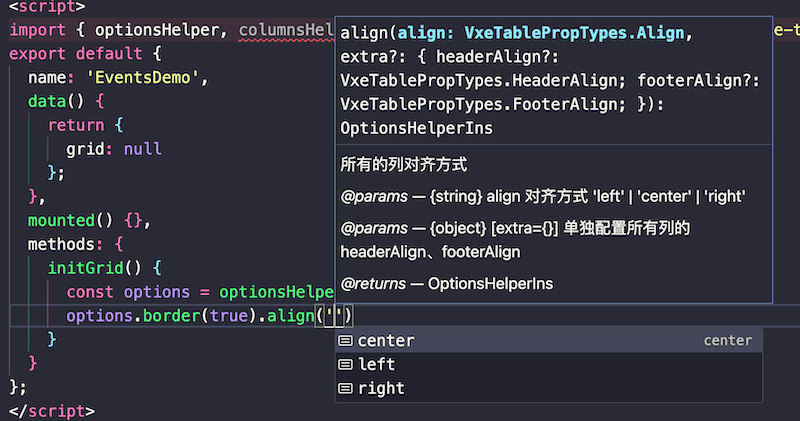 <script>
import { optionsHelper, columnsHel
e-t
export default {
name: 'EventsDemo',
data() {
return {
grid: null
};
},
mounted() {},
methods: {
initGrid() {
const options = optionsHelpe
options.border(true).align('')
}
}
};
</script>
align(align: VxeTablePropTypes.Align,
extra?: { headerAlign?:
VxeTablePropTypes.HeaderAlign; footerAlign?:
VxeTablePropTypes.FooterAlign; }):
OptionsHelperIns
所有的列对齐方式
@params — {string} align 对齐方式 'left' | 'center' | 'right'
@params — {object} [extra={}] 单独配置所有列的
headerAlign、footerAlign
@returns — OptionsHelperIns
center center
left
right